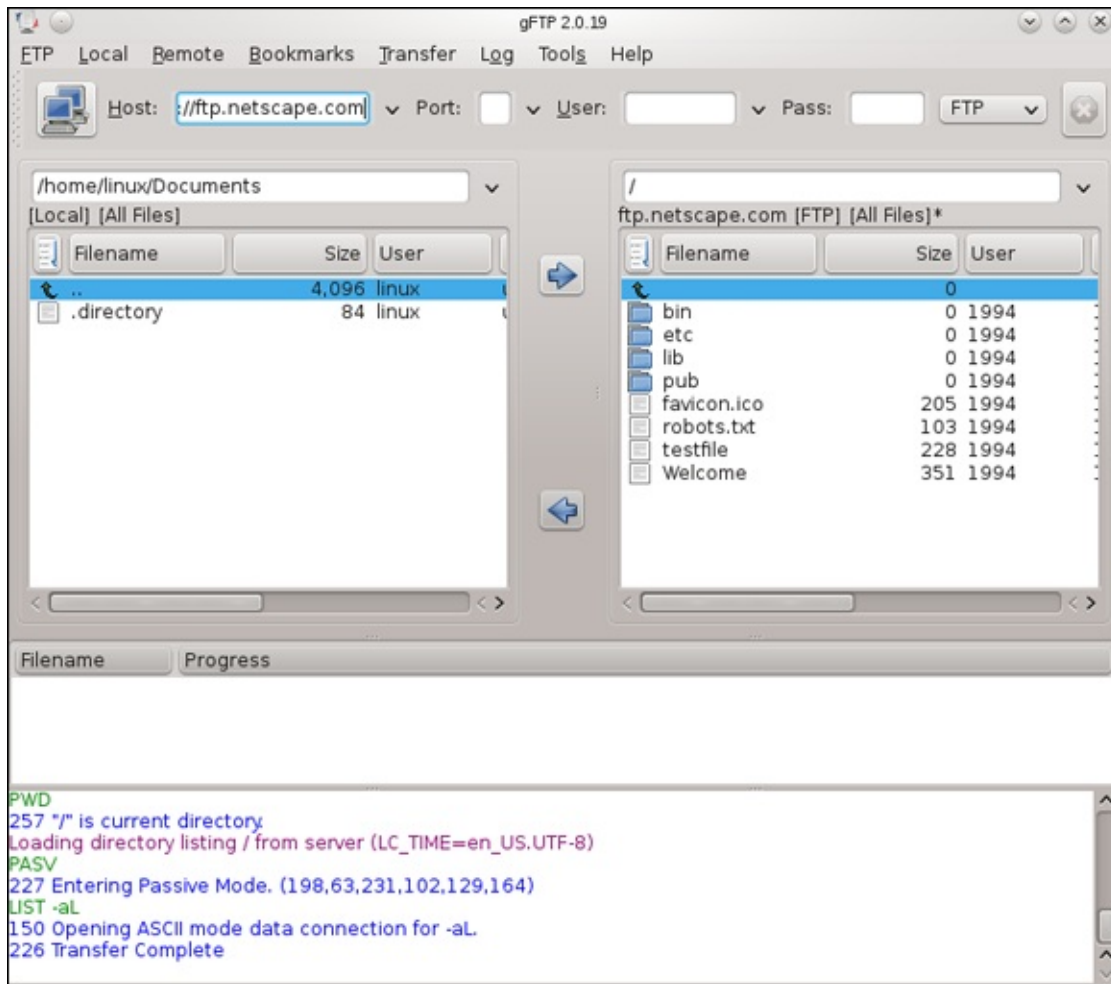 gFTP 2.0.19
FTP Local Remote Bookmarks Transfer Log Tools Help
Host: ://ftp.netscape.com Port: User: Pass: FTP
/home/linux/Documents
[Local] [All Files]
Filename Size User
.. 4,096 linux
.directory 84 linux
/
ftp.netscape.com [FTP] [All Files]*
Filename Size User
.. 0
bin 0 1994
etc 0 1994
lib 0 1994
pub 0 1994
favicon.ico 205 1994
robots.txt 103 1994
testfile 228 1994
Welcome 351 1994
Filename Progress
PWD
257 "/" is current directory.
Loading directory listing / from server (LC_TIME=en_US.UTF-8)
PASV
227 Entering Passive Mode. (198,63,231,102,129,164)
LIST -aL
150 Opening ASCII mode data connection for -aL.
226 Transfer Complete